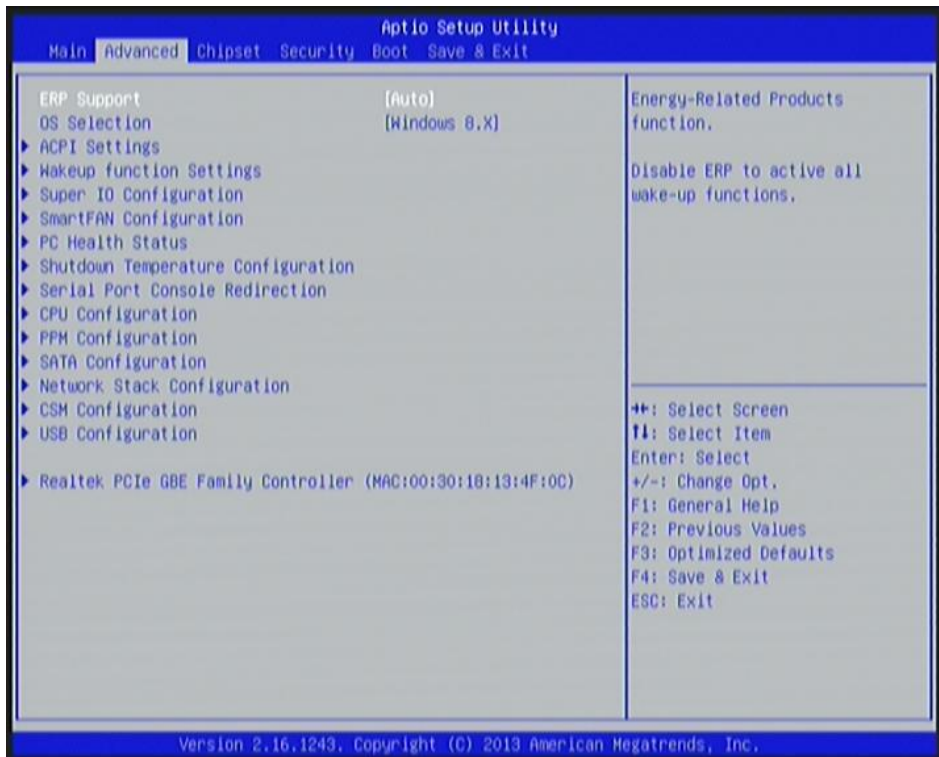 Aptio Setup Utility
Main Advanced Chipset Security Boot Save & Exit
ERP Support [Auto]
OS Selection [Windows 8.X]
ACPI Settings
Wakeup function Settings
Super IO Configuration
SmartFAN Configuration
PC Health Status
Shutdown Temperature Configuration
Serial Port Console Redirection
CPU Configuration
PPM Configuration
SATA Configuration
Network Stack Configuration
CSM Configuration
USB Configuration
Realtek PCIe GBE Family Controller (MAC:00:30:18:13:4F:0C)
Energy-Related Products
function.
Disable ERP to active all
wake-up functions.
→←: Select Screen
↑↓: Select Item
Enter: Select
+/-: Change Opt.
F1: General Help
F2: Previous Values
F3: Optimized Defaults
F4: Save & Exit
ESC: Exit
Version 2.16.1243. Copyright (C) 2013 American Megatrends, Inc.